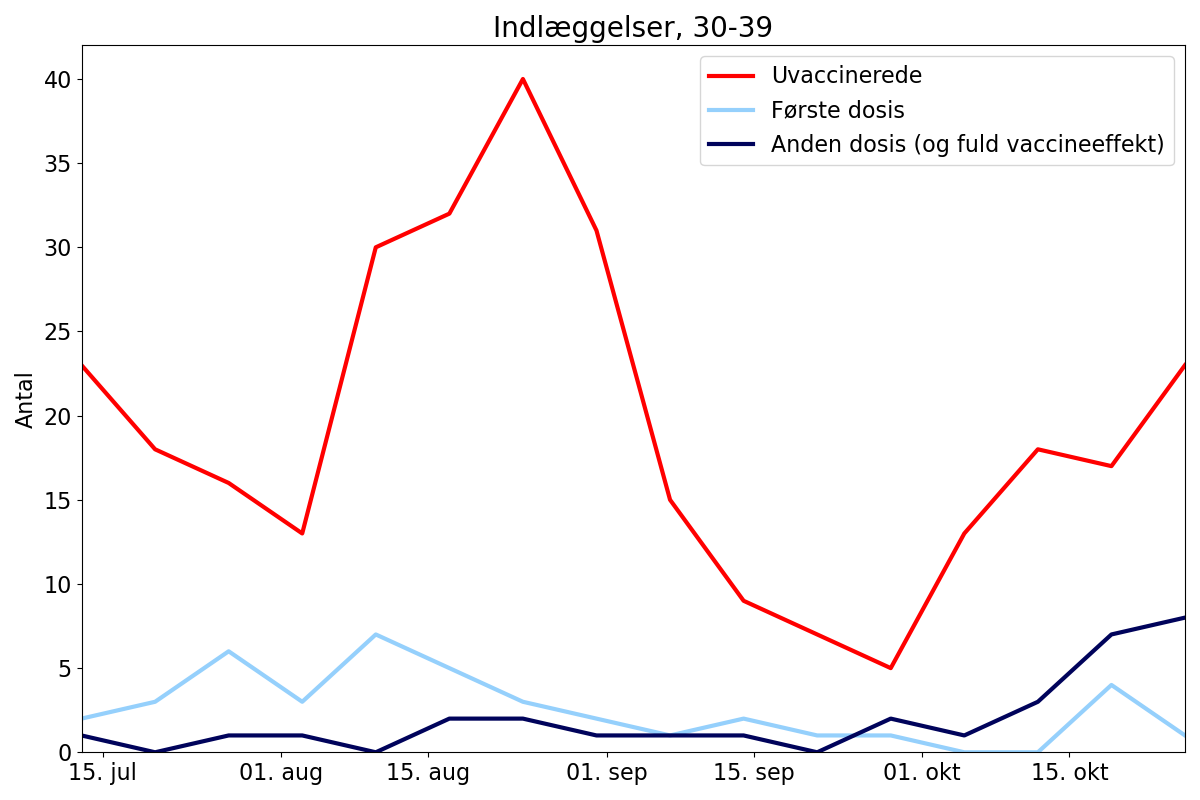 Indlæggelser, 30-39
Uvaccinerede
Første dosis
Anden dosis (og fuld vaccineeffekt)
Antal
40
35
30
25
20
15
10
5
0
15. jul
01. aug
15. aug
01. sep
15. sep
01. okt
15. okt